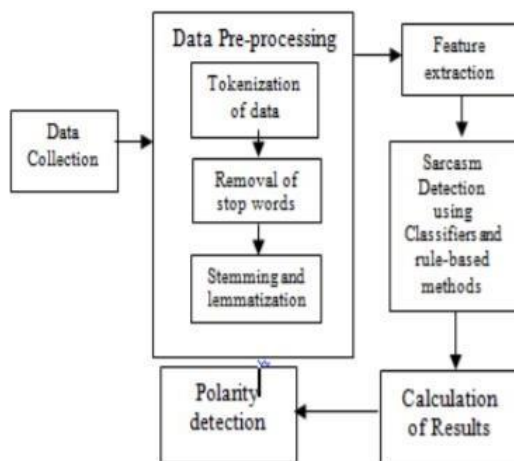 Data Pre-processing
Tokenization
of data
Removal of
stop words
Stemming and
lemmatization
Data
Collection
Feature
extraction
Sarcasm
Detection
using
Classifiers and
rule-based
methods
Calculation
of Results
Polarity
detection